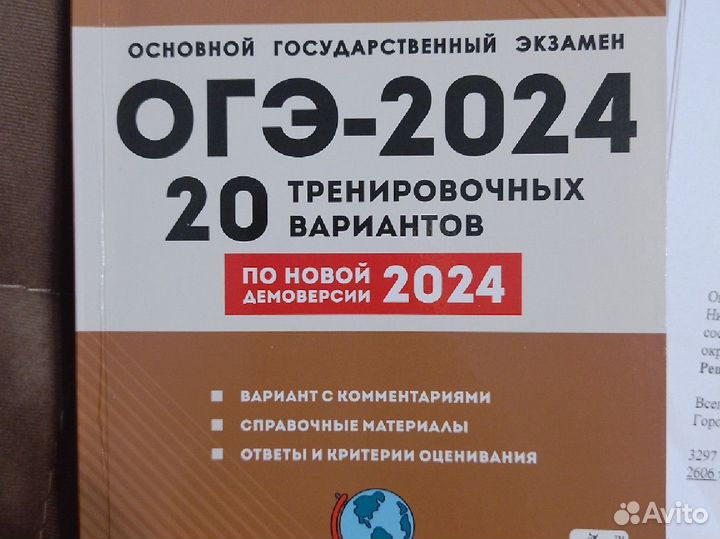 ОСНОВНОЙ ГОСУДАРСТВЕННЫЙ ЭКЗАМЕН
ОГЭ-2024
20 ТРЕНИРОВОЧНЫХ
ВАРИАНТОВ
ПО НОВОЙ
ДЕМОВЕРСИИ 2024
ВАРИАНТ С КОММЕНТАРИЯМИ
СПРАВОЧНЫЕ МАТЕРИАЛЫ
ОТВЕТЫ И КРИТЕРИИ ОЦЕНИВАНИЯ
3297
2606
Avito